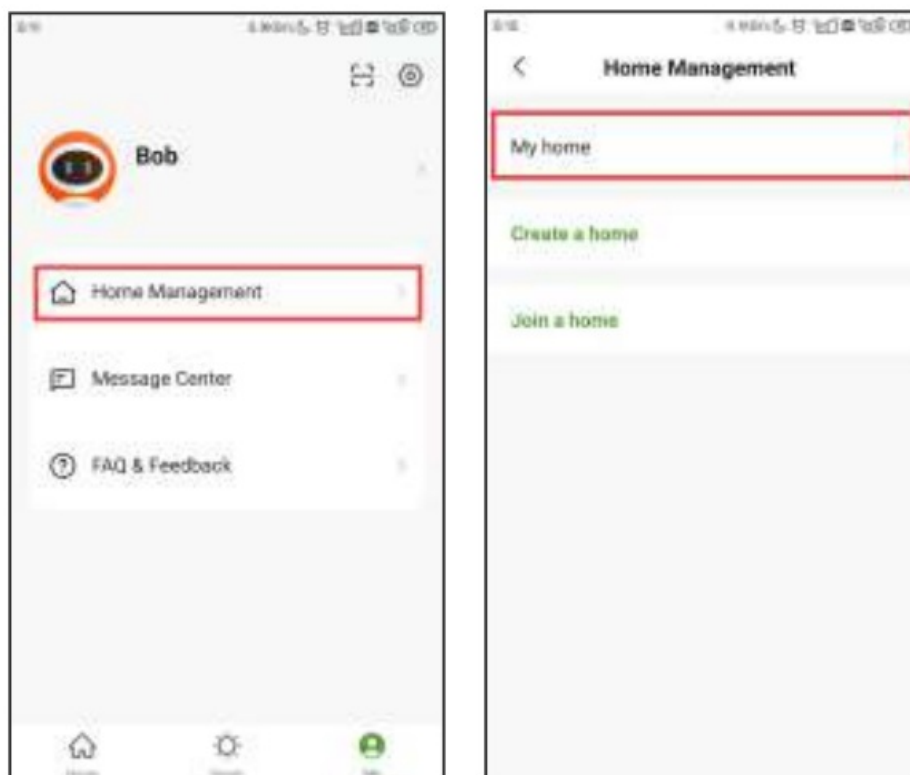 Bob
Home Management
Message Center
FAQ & Feedback
Home Management
My home
Create a home
Join a home